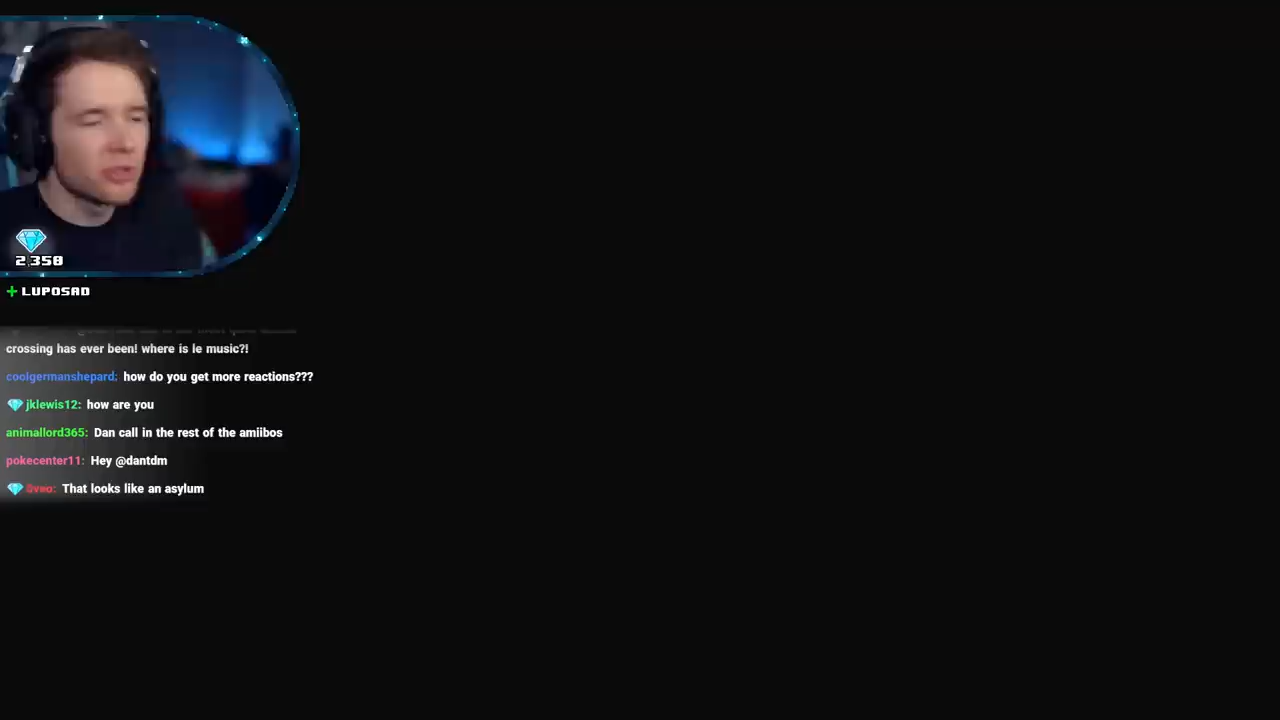 2,358
+ LUPOSAD
crossing has ever been! where is le music?!
coolgermanshepard: how do you get more reactions???
jklewis12: how are you
animallord365: Dan call in the rest of the amiibos
pokecenter11: Hey @dantdm
That looks like an asylum